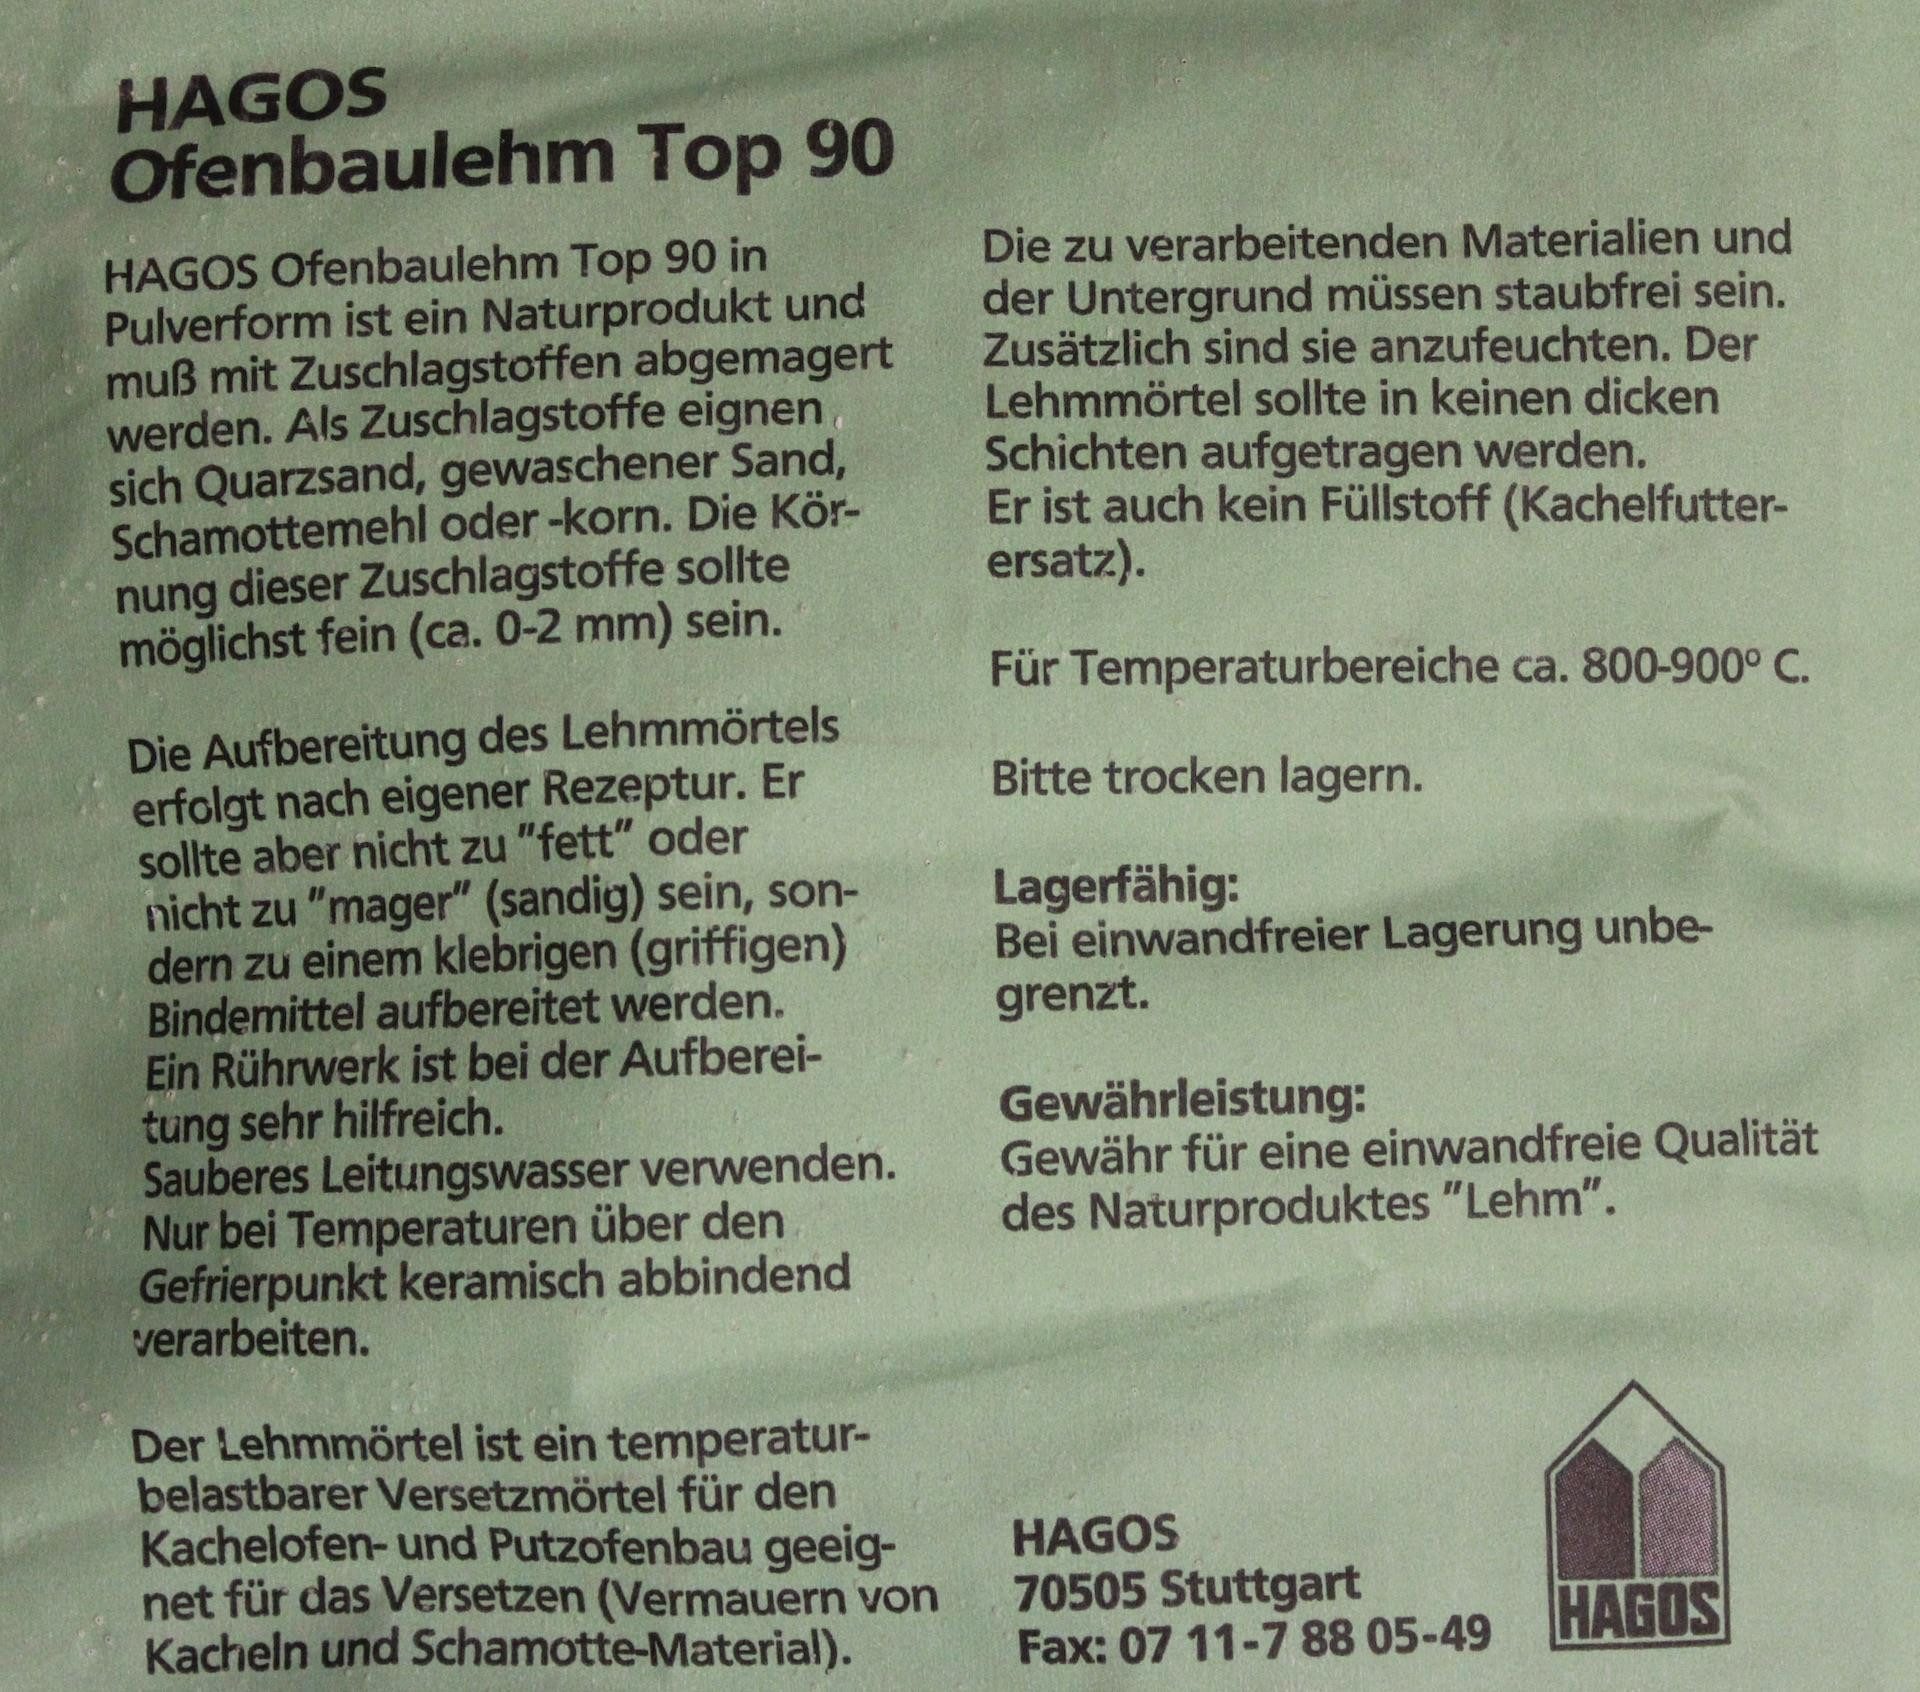 HAGOS
Ofenbaulehm Top 90
HAGOS Ofenbaulehm Top 90 in
Pulverform ist ein Naturprodukt und
muß mit Zuschlagstoffen abgemagert
werden. Als Zuschlagstoffe eignen
sich Quarzsand, gewaschener Sand,
Schamottemehl oder -korn. Die Kör-
nung dieser Zuschlagstoffe sollte
möglichst fein (ca. 0-2 mm) sein.
Die Aufbereitung des Lehmmörtels
erfolgt nach eigener Rezeptur. Er
sollte aber nicht zu "fett" oder
nicht zu "mager" (sandig) sein, son-
dern zu einem klebrigen (griffigen)
Bindemittel aufbereitet werden.
Ein Rührwerk ist bei der Aufberei-
tung sehr hilfreich.
Sauberes Leitungswasser verwenden.
Nur bei Temperaturen über den
Gefrierpunkt keramisch abbindend
verarbeiten.
Der Lehmmörtel ist ein temperatur-
belastbarer Versetzmörtel für den
Kachelofen- und Putzofenbau geeig-
net für das Versetzen (Vermauern von
Kacheln und Schamotte-Material).
Die zu verarbeitenden Materialien und
der Untergrund müssen staubfrei sein.
Zusätzlich sind sie anzufeuchten. Der
Lehmmörtel sollte in keinen dicken
Schichten aufgetragen werden.
Er ist auch kein Füllstoff (Kachelfutter-
ersatz).
Für Temperaturbereiche ca. 800-900° C.
Bitte trocken lagern.
Lagerfähig:
Bei einwandfreier Lagerung unbe-
grenzt.
Gewährleistung:
Gewähr für eine einwandfreie Qualität
des Naturproduktes "Lehm".
HAGOS
70505 Stuttgart
Fax: 07 11-7 88 05-49
HAGOS